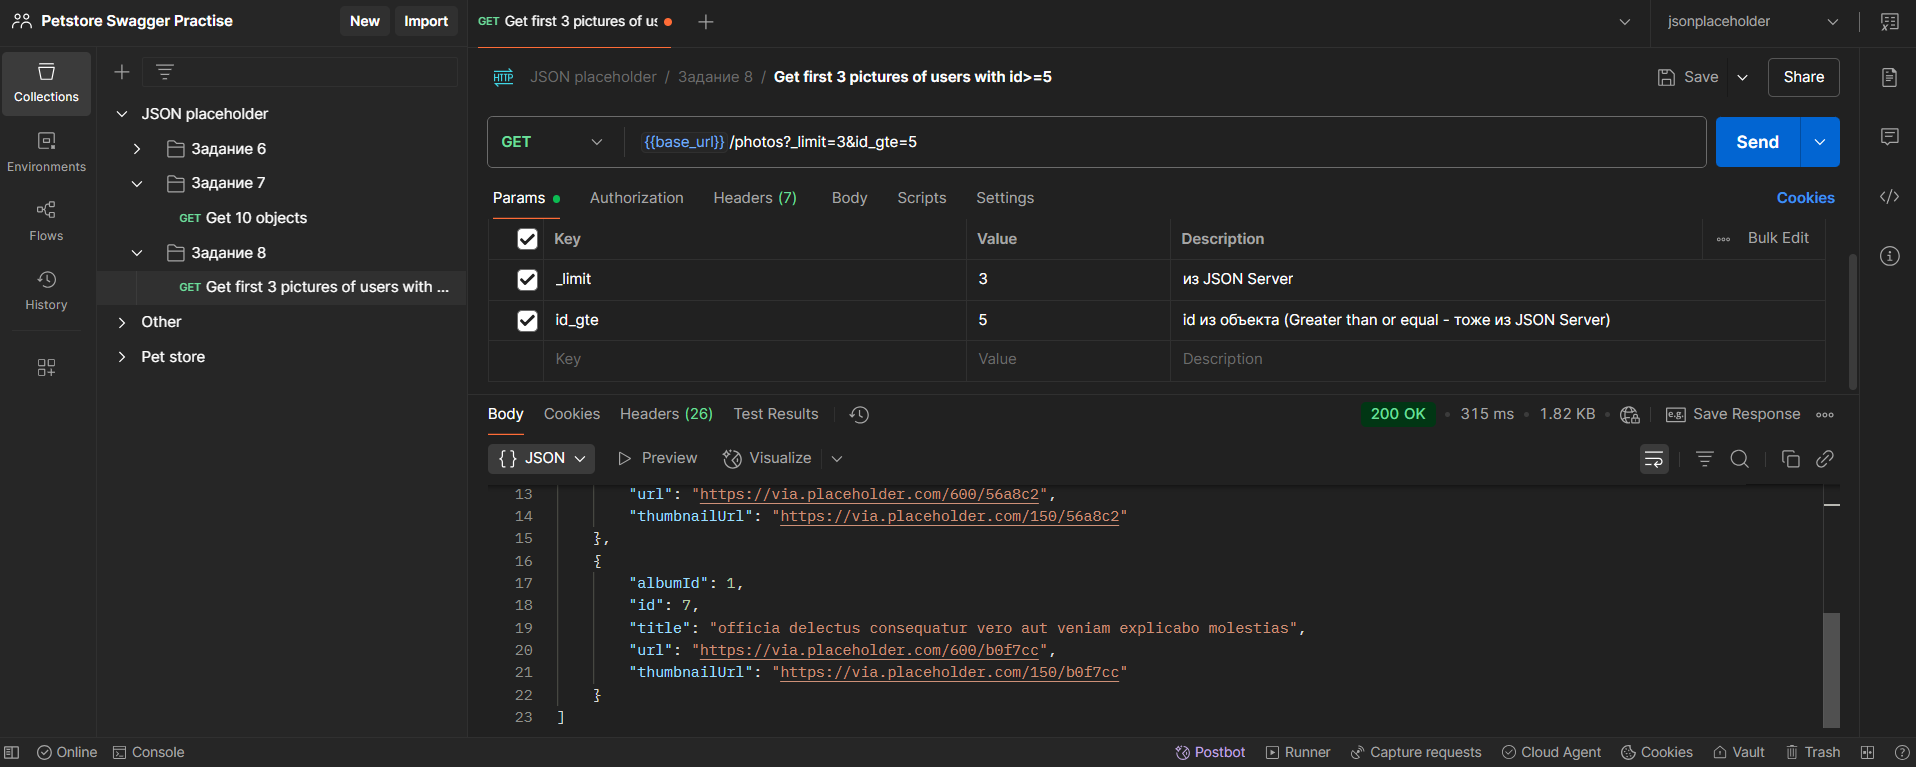 Petstore Swagger Practise
New
Import
GET Get first 3 pictures of us
jsonplaceholder
Collections
Environments
Flows
History
JSON placeholder
Задание 6
Задание 7
GET Get 10 objects
Задание 8
GET Get first 3 pictures of users with ...
Other
Pet store
HTTP JSON placeholder / Задание 8 / Get first 3 pictures of users with id>=5
Save
Share
GET {{base_url}} /photos?_limit=3&id_gte=5
Send
Params Authorization Headers (7) Body Scripts Settings Cookies
Key Value Description Bulk Edit
_limit 3 из JSON Server
id_gte 5 id из объекта (Greater than or equal - тоже из JSON Server)
Key Value Description
Body Cookies Headers (26) Test Results 200 OK 315 ms 1.82 KB e.g. Save Response
{} JSON Preview Visualize
13 "url": "https://via.placeholder.com/600/56a8c2",
14 "thumbnailUrl": "https://via.placeholder.com/150/56a8c2"
15 },
16 {
17 "albumId": 1,
18 "id": 7,
19 "title": "officia delectus consequatur vero aut veniam explicabo molestias",
20 "url": "https://via.placeholder.com/600/b0f7cc",
21 "thumbnailUrl": "https://via.placeholder.com/150/b0f7cc"
22 }
23 ]
Online Console Postbot Runner Capture requests Cloud Agent Cookies Vault Trash